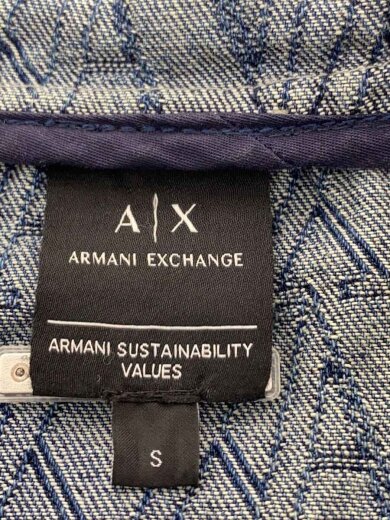 A|X
ARMANI EXCHANGE
ARMANI SUSTAINABILITY
VALUES
S